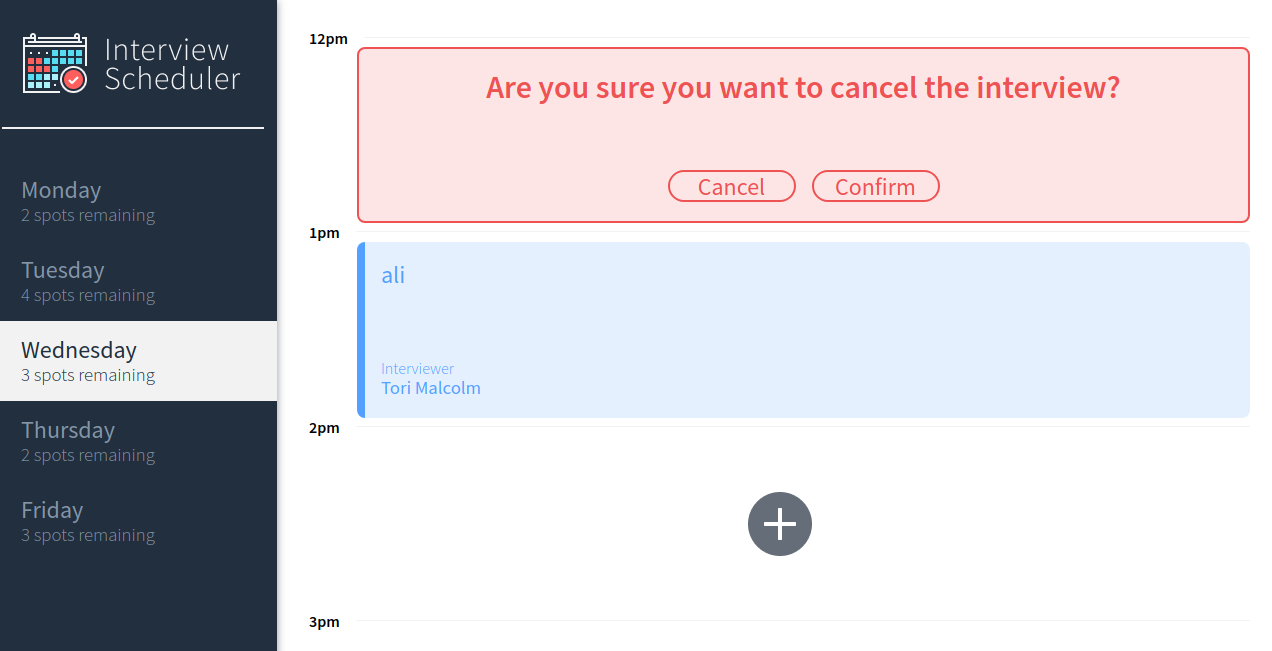 Interview
Scheduler
Monday
2 spots remaining
Tuesday
4 spots remaining
Wednesday
3 spots remaining
Thursday
2 spots remaining
Friday
3 spots remaining
12pm
Are you sure you want to cancel the interview?
Cancel Confirm
1pm
ali
Interviewer
Tori Malcolm
2pm
3pm